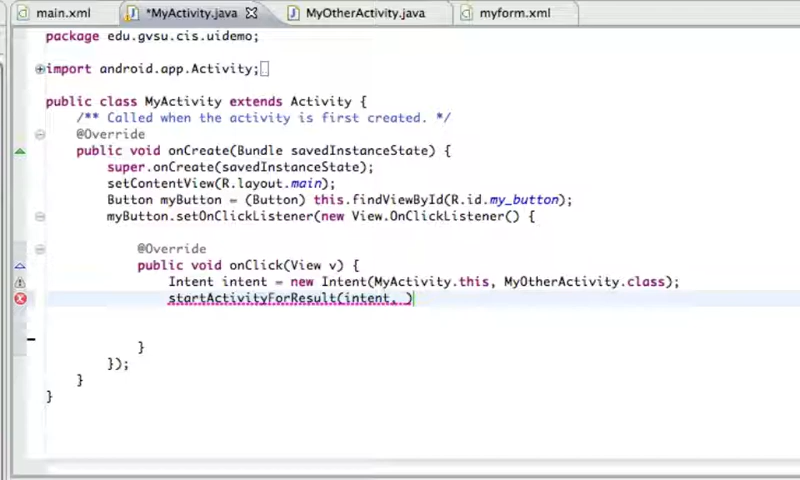 main.xml
*MyActivity.java
MyOtherActivity.java
myform.xml
package edu.gvsu.cis.uidemo;
import android.app.Activity;
public class MyActivity extends Activity {
/** Called when the activity is first created. */
@Override
public void onCreate(Bundle savedInstanceState) {
super.onCreate(savedInstanceState);
setContentView(R.layout.main);
Button myButton = (Button) this.findViewById(R.id.my_button);
myButton.setOnClickListener(new View.OnClickListener() {
@Override
public void onClick(View v) {
Intent intent = new Intent(MyActivity.this, MyOtherActivity.class);
startActivityForResult(intent, )
}
});
}
}